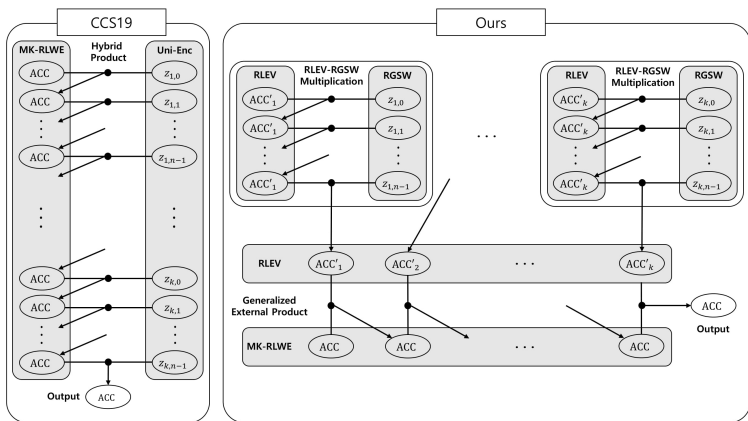 CCS19
MK-RLWE
Hybrid
Product
Uni-Enc
ACC
z1,0
ACC
z1,1
ACC
z1,n−1
ACC
zk,0
ACC
zk,1
ACC
zk,n−1
Output
ACC
Ours
RLEV
RLEV-RGSW
Multiplication
RGSW
ACC′1
z1,0
ACC′1
z1,1
ACC′1
z1,n−1
...
RLEV
RLEV-RGSW
Multiplication
RGSW
ACC′k
zk,0
ACC′k
zk,1
ACC′k
zk,n−1
RLEV
ACC′1
ACC′2
...
ACC′k
Generalized
External Product
ACC
Output
MK-RLWE
ACC
ACC
...
ACC